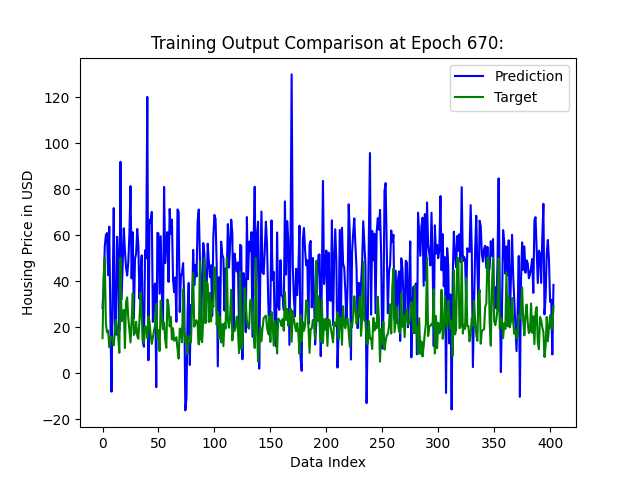 Training Output Comparison at Epoch 670:
Prediction
Target
Housing Price in USD
120
100
80
60
40
20
0
−20
0 50 100 150 200 250 300 350 400
Data Index